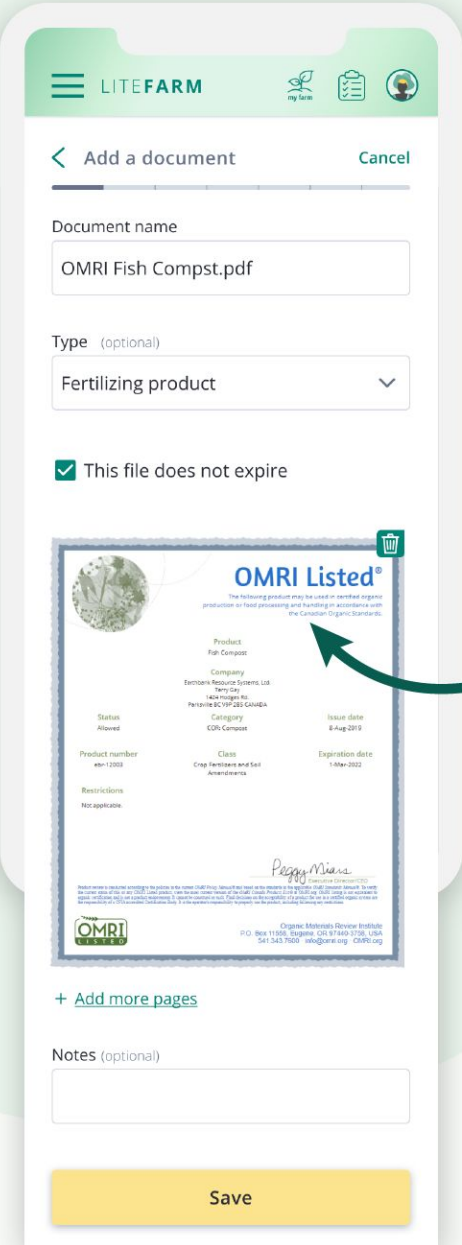 LITEFARM
my farm
Add a document
Cancel
Document name
OMRI Fish Compst.pdf
Type (optional)
Fertilizing product
This file does not expire
OMRI Listed®
The following product may be used in certified organic
production or food processing and handling in accordance with
the Canadian Organic Standards.
Product
Fish Compost
Company
Earthbank Resource Systems, Ltd.
Terry Gay
1424 Hodges Rd.
Parksville BC V9P 2B5 CANADA
Status
Allowed
Category
COR: Compost
Issue date
8-Aug-2019
Product number
ebr-12003
Class
Crop Fertilizers and Soil
Amendments
Expiration date
1-Mar-2022
Restrictions
Not applicable.
Peggy Miars
Executive Director/CEO
OMRI
LISTED
Organic Materials Review Institute
P.O. Box 11558, Eugene, OR 97440-3758, USA
541.343.7600 info@omri.org OMRI.org
+ Add more pages
Notes (optional)
Save